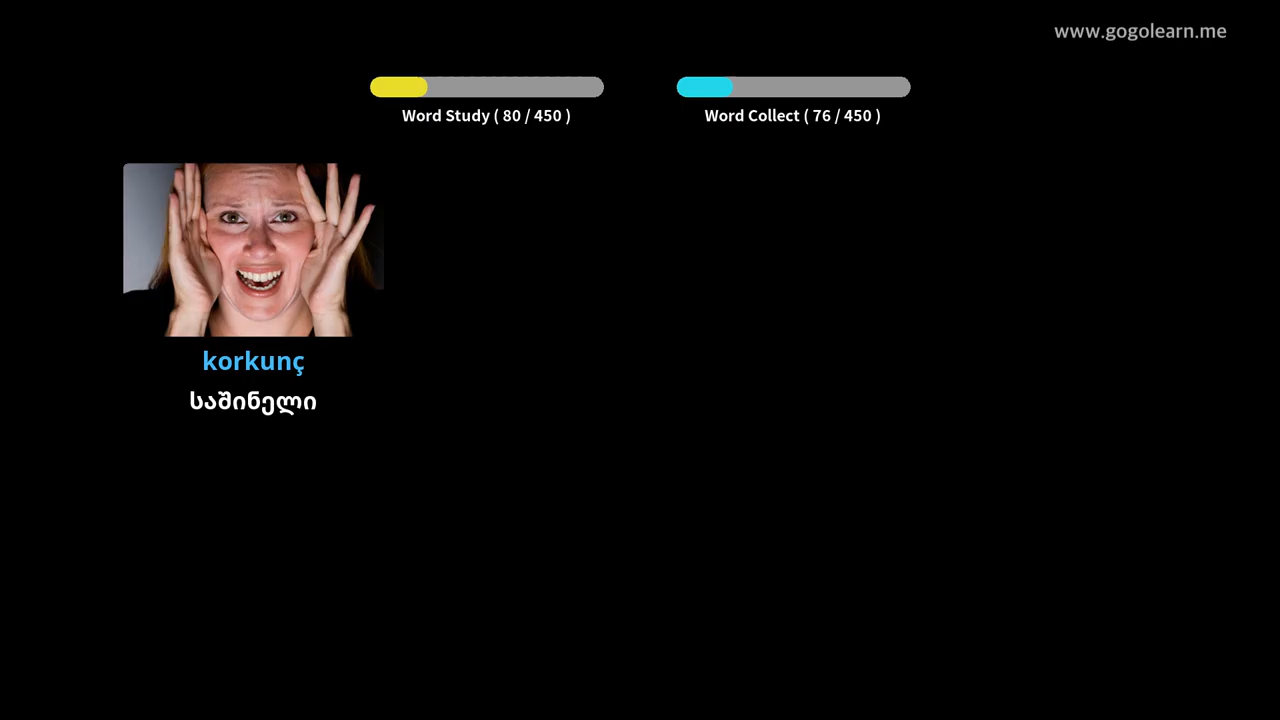 www.gogolearn.me
Word Study ( 80 / 450 )
Word Collect ( 76 / 450 )
korkunç
საშინელი